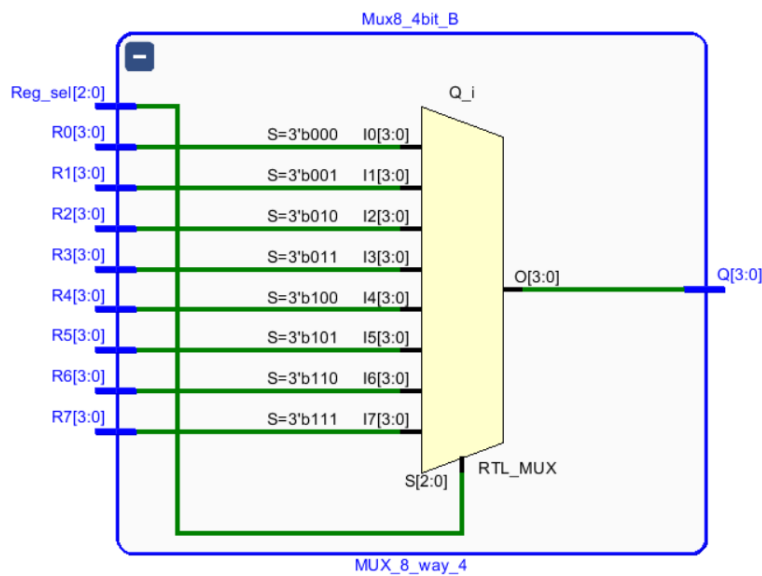 Mux8_4bit_B
Reg_sel[2:0]
Q_i
R0[3:0] S=3'b000 I0[3:0]
R1[3:0] S=3'b001 I1[3:0]
R2[3:0] S=3'b010 I2[3:0]
R3[3:0] S=3'b011 I3[3:0]
O[3:0] Q[3:0]
R4[3:0] S=3'b100 I4[3:0]
R5[3:0] S=3'b101 I5[3:0]
R6[3:0] S=3'b110 I6[3:0]
R7[3:0] S=3'b111 I7[3:0]
S[2:0] RTL_MUX
MUX_8_way_4